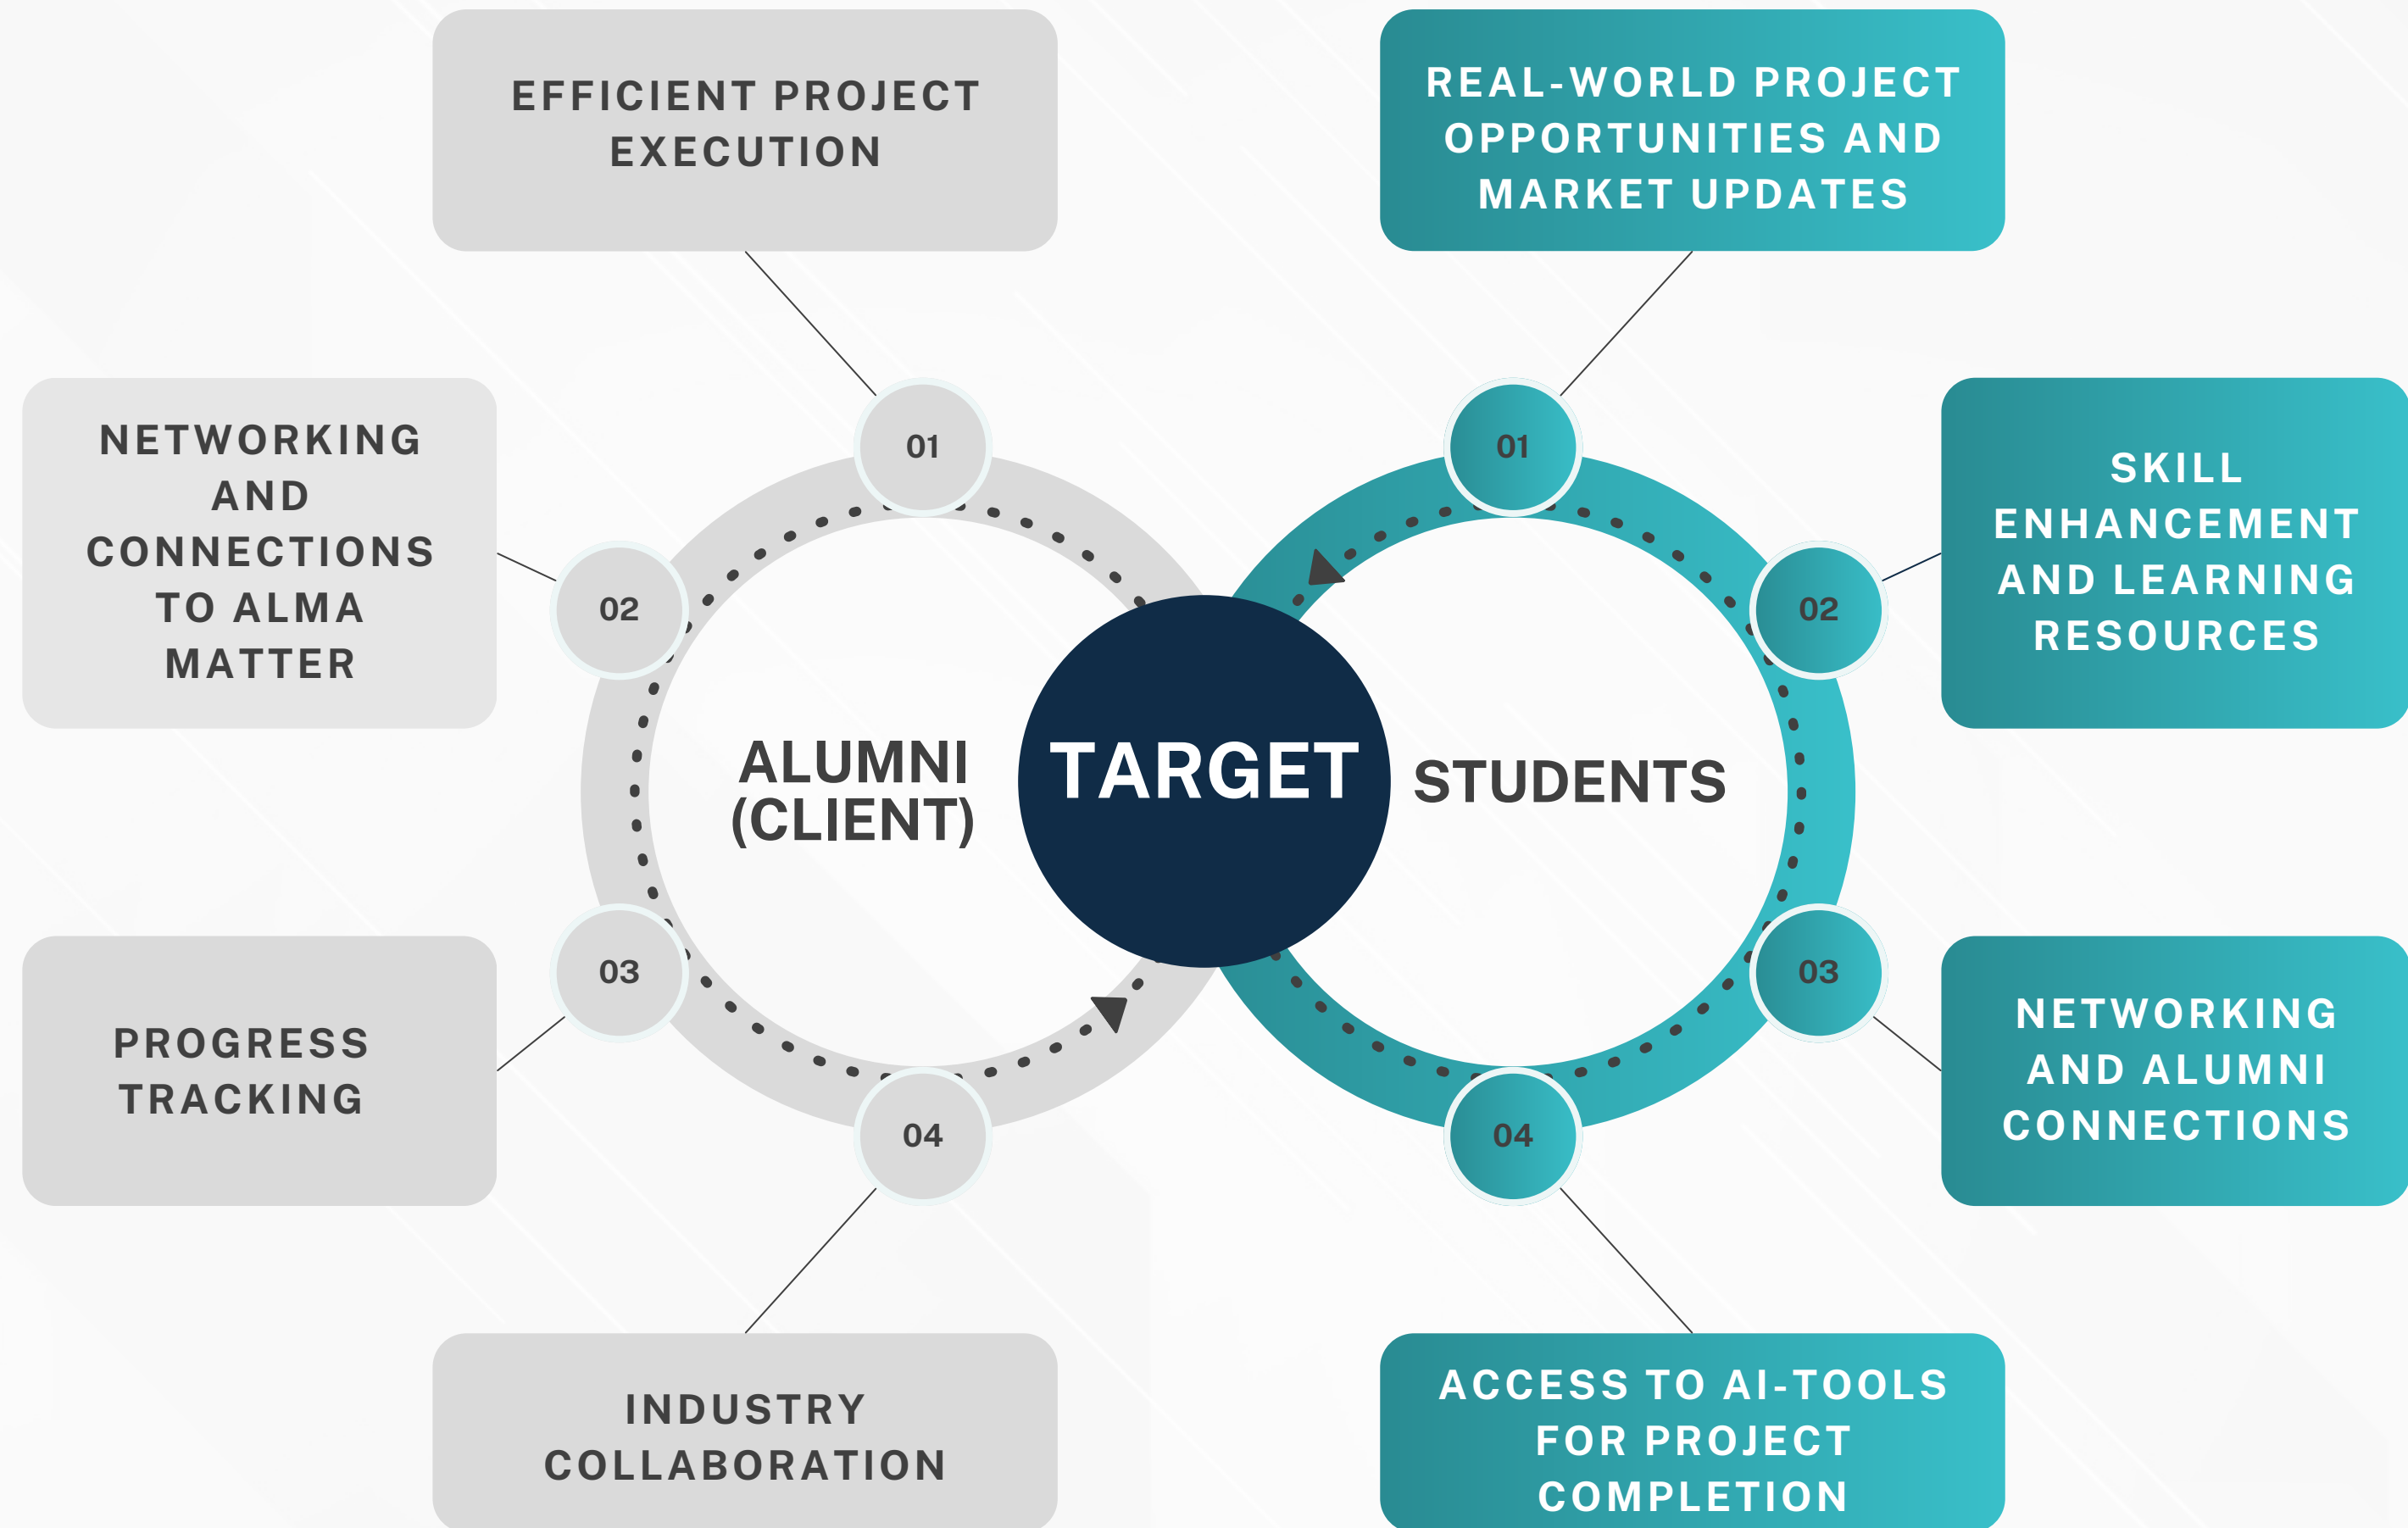 EFFICIENT PROJECT
EXECUTION
REAL-WORLD PROJECT
OPPORTUNITIES AND
MARKET UPDATES
NETWORKING
AND
CONNECTIONS
TO ALMA
MATTER
01
02
03
04
ALUMNI
(CLIENT)
TARGET
STUDENTS
01
02
03
04
SKILL
ENHANCEMENT
AND LEARNING
RESOURCES
PROGRESS
TRACKING
NETWORKING
AND ALUMNI
CONNECTIONS
INDUSTRY
COLLABORATION
ACCESS TO AI-TOOLS
FOR PROJECT
COMPLETION